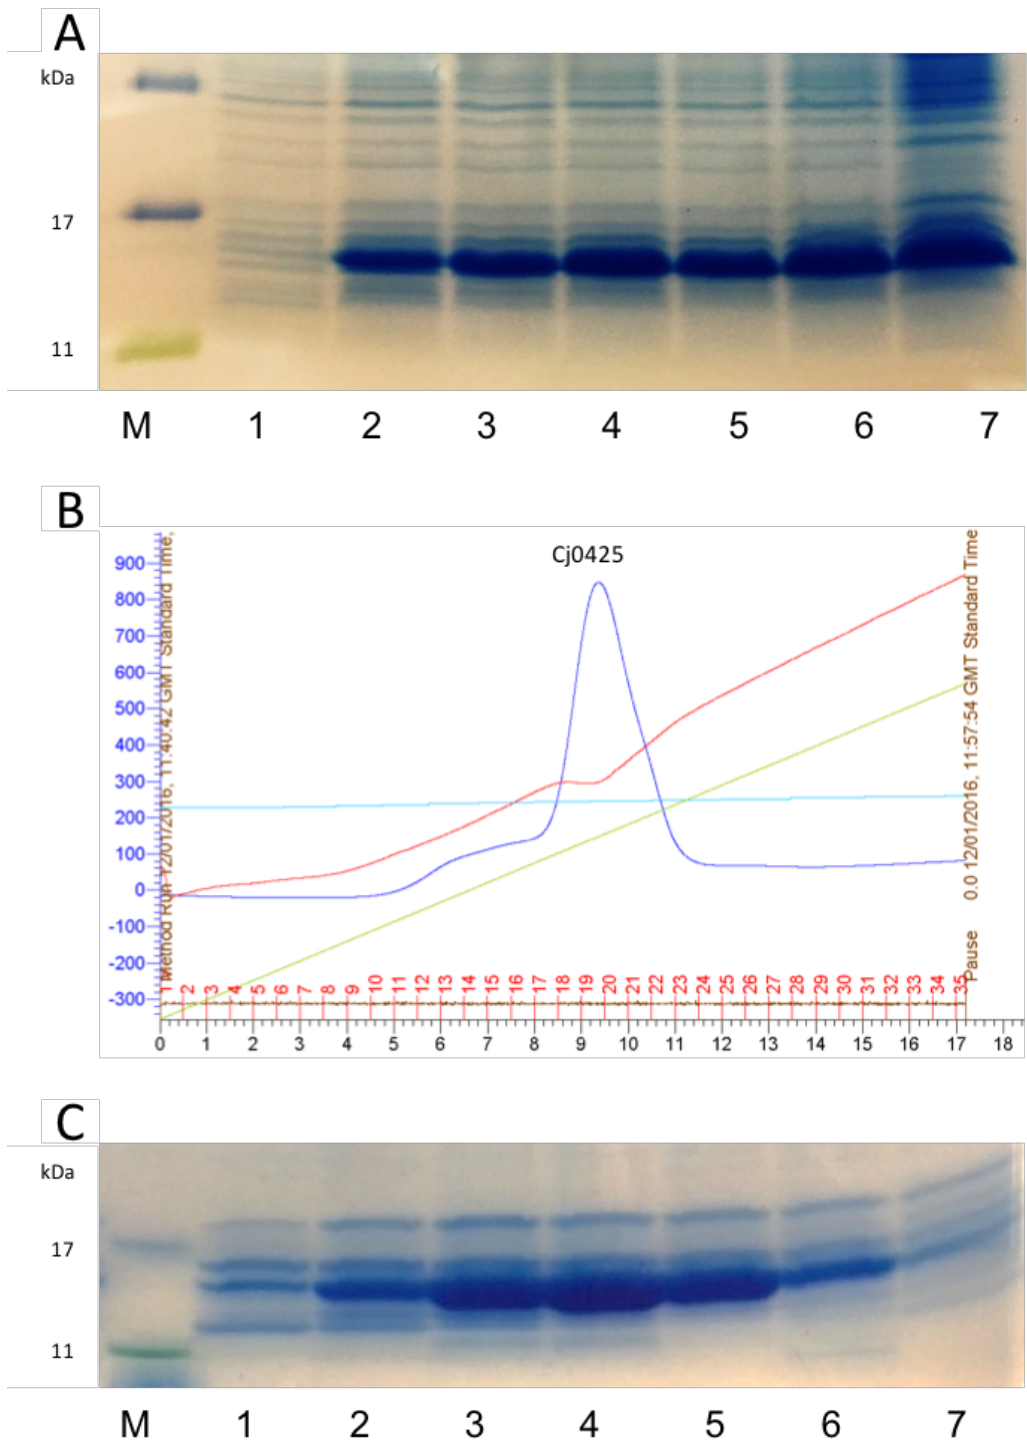 A
kDa
17
11
M 1 2 3 4 5 6 7
B
Cj0425
900
800
700
600
500
400
300
200
100
0
-100
-200
-300
Method Run 12/01/2016, 11:40:42 GMT Standard Time,
0.0 12/01/2016, 11:57:54 GMT Standard Time
Pause
1 2 3 4 5 6 7 8 9 10 11 12 13 14 15 16 17 18 19 20 21 22 23 24 25 26 27 28 29 30 31 32 33 34 35
0 1 2 3 4 5 6 7 8 9 10 11 12 13 14 15 16 17 18
C
kDa
17
11
M 1 2 3 4 5 6 7